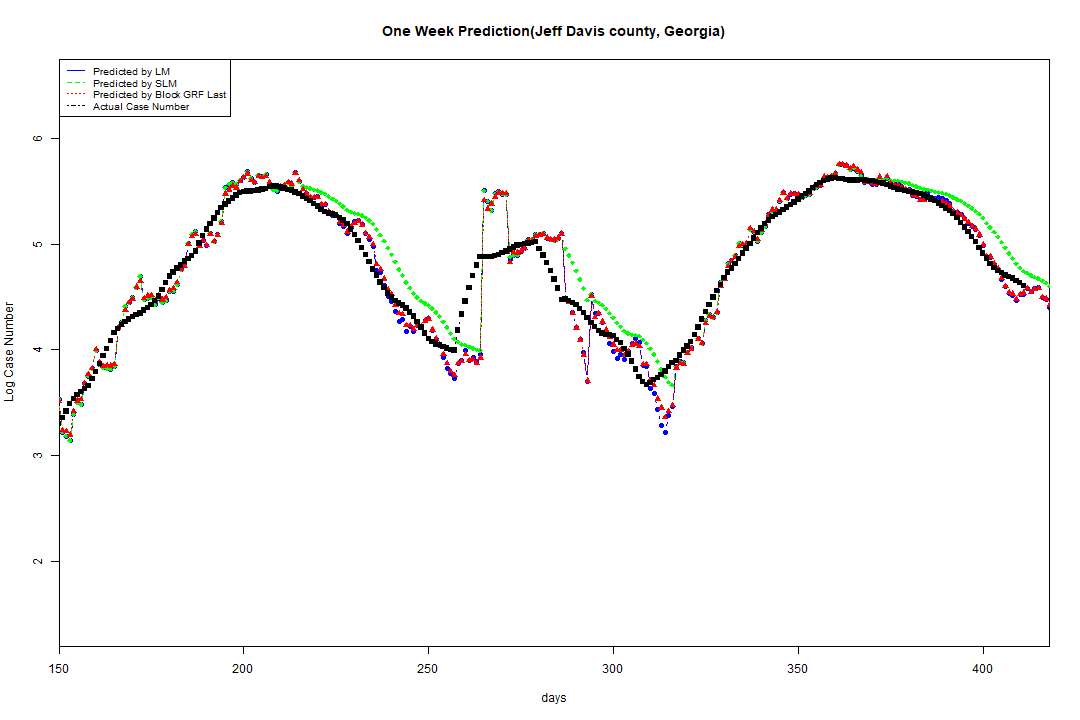 One Week Prediction(Jeff Davis county, Georgia)
Predicted by LM
Predicted by SLM
Predicted by Block GRF Last
Actual Case Number
6
5
4
3
2
Log Case Number
150 200 250 300 350 400
days